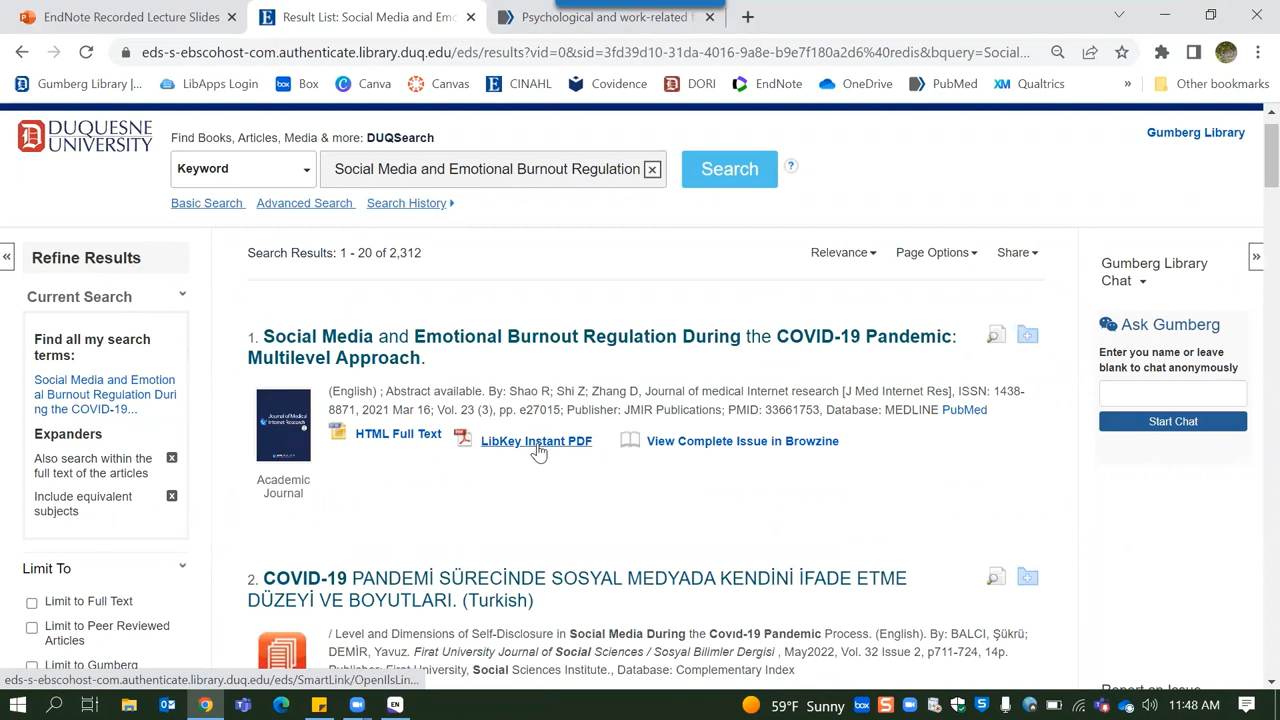 EndNote Recorded Lecture Slides
Result List: Social Media and Emo
Psychological and work-related f
eds-s-ebscohost-com.authenticate.library.duq.edu/eds/results?vid=0&sid=3fd39d10-31da-4016-9a8e-b9e7f180a2d6%40redis&bquery=Social...
Gumberg Library |...
LibApps Login
Box
Canva
Canvas
CINAHL
Covidence
DORI
EndNote
OneDrive
PubMed
Qualtrics
»
Other bookmarks
DUQUESNE
UNIVERSITY
Find Books, Articles, Media & more: DUQSearch
Gumberg Library
Keyword
Social Media and Emotional Burnout Regulation
Search
Basic Search
Advanced Search
Search History
Refine Results
Current Search
Find all my search
terms:
Social Media and Emotion
al Burnout Regulation Duri
ng the COVID-19...
Expanders
Also search within the
full text of the articles
Include equivalent
subjects
Limit To
Limit to Full Text
Limit to Peer Reviewed
Articles
Limit to Gumberg
Search Results: 1 - 20 of 2,312
Relevance
Page Options
Share
1. Social Media and Emotional Burnout Regulation During the COVID-19 Pandemic:
Multilevel Approach.
(English) ; Abstract available. By: Shao R; Shi Z; Zhang D, Journal of medical Internet research [J Med Internet Res], ISSN: 1438-
8871, 2021 Mar 16; Vol. 23 (3), pp. e27015; Publisher: JMIR Publications; PMID: 33661753, Database: MEDLINE PubMed
HTML Full Text
LibKey Instant PDF
View Complete Issue in Browzine
Academic
Journal
2. COVID-19 PANDEMİ SÜRECİNDE SOSYAL MEDYADA KENDİNİ İFADE ETME
DÜZEYİ VE BOYUTLARI. (Turkish)
/ Level and Dimensions of Self-Disclosure in Social Media During the Covid-19 Pandemic Process. (English). By: BALCI, Şükrü;
DEMİR, Yavuz. Firat University Journal of Social Sciences / Sosyal Bilimler Dergisi , May2022, Vol. 32 Issue 2, p711-724, 14p.
Publisher: Firat University, Social Sciences Institute., Database: Complementary Index
Gumberg Library
Chat
Ask Gumberg
Enter you name or leave
blank to chat anonymously
Start Chat
Report an Issue
eds-s-ebscohost-com.authenticate.library.duq.edu/eds/SmartLink/OpenIlsLin...
59°F Sunny
11:48 AM